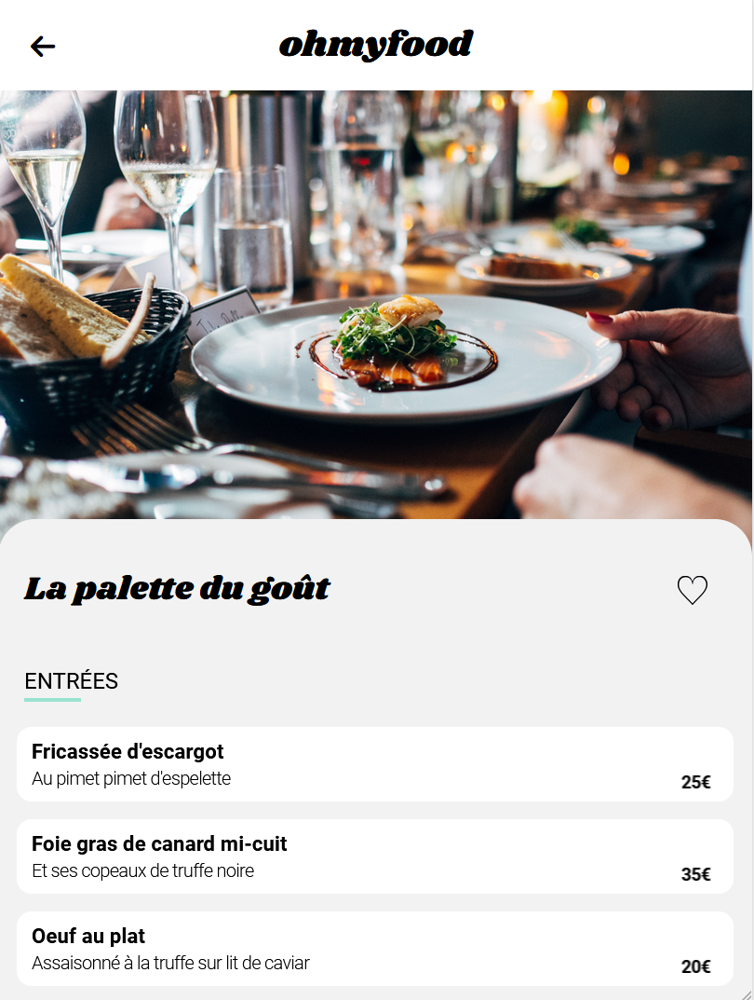 ohmyfood
La palette du goût
ENTRÉES
Fricassée d'escargot
Au pimet pimet d'espelette
25€
Foie gras de canard mi-cuit
Et ses copeaux de truffe noire
35€
Oeuf au plat
Assaisonné à la truffe sur lit de caviar
20€